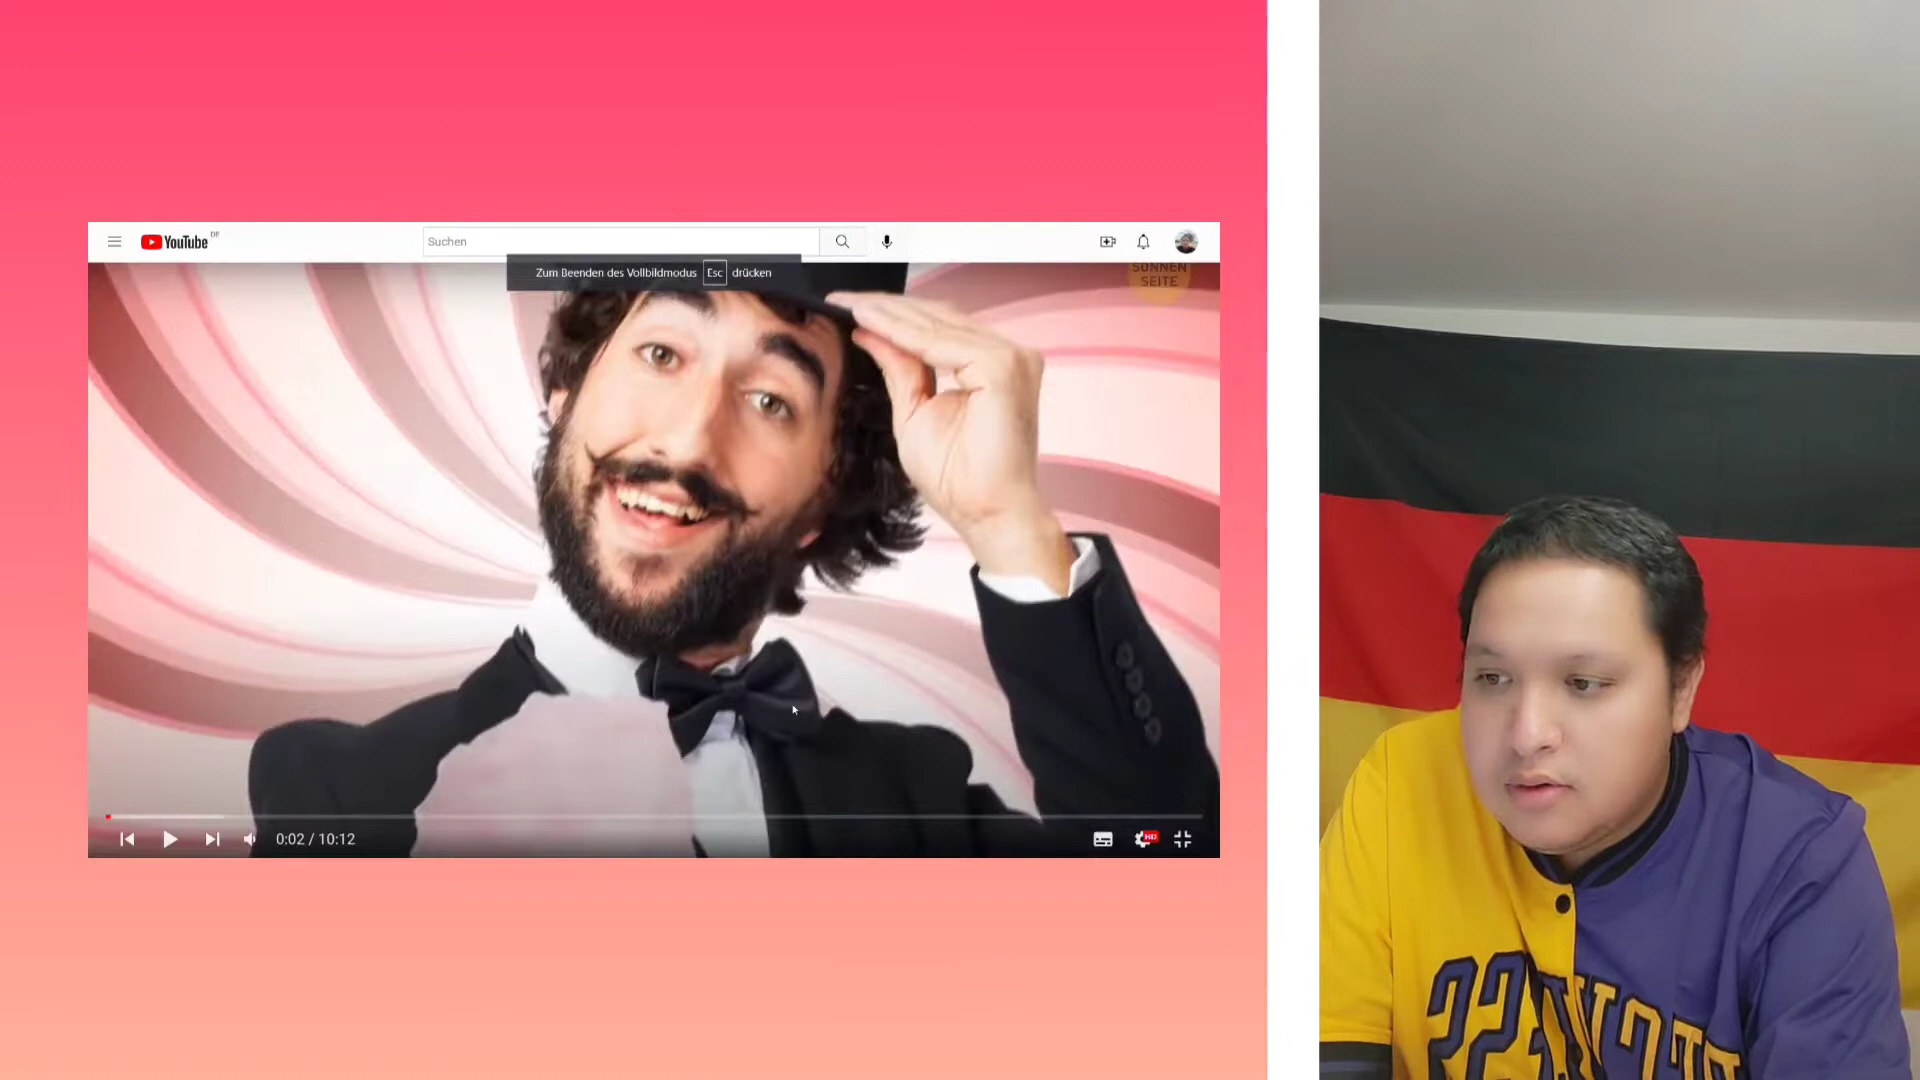 YouTube DE
Suchen
Zum Beenden des Vollbildmodus Esc drücken
SONNEN
SEITE
0:02 / 10:12
HD